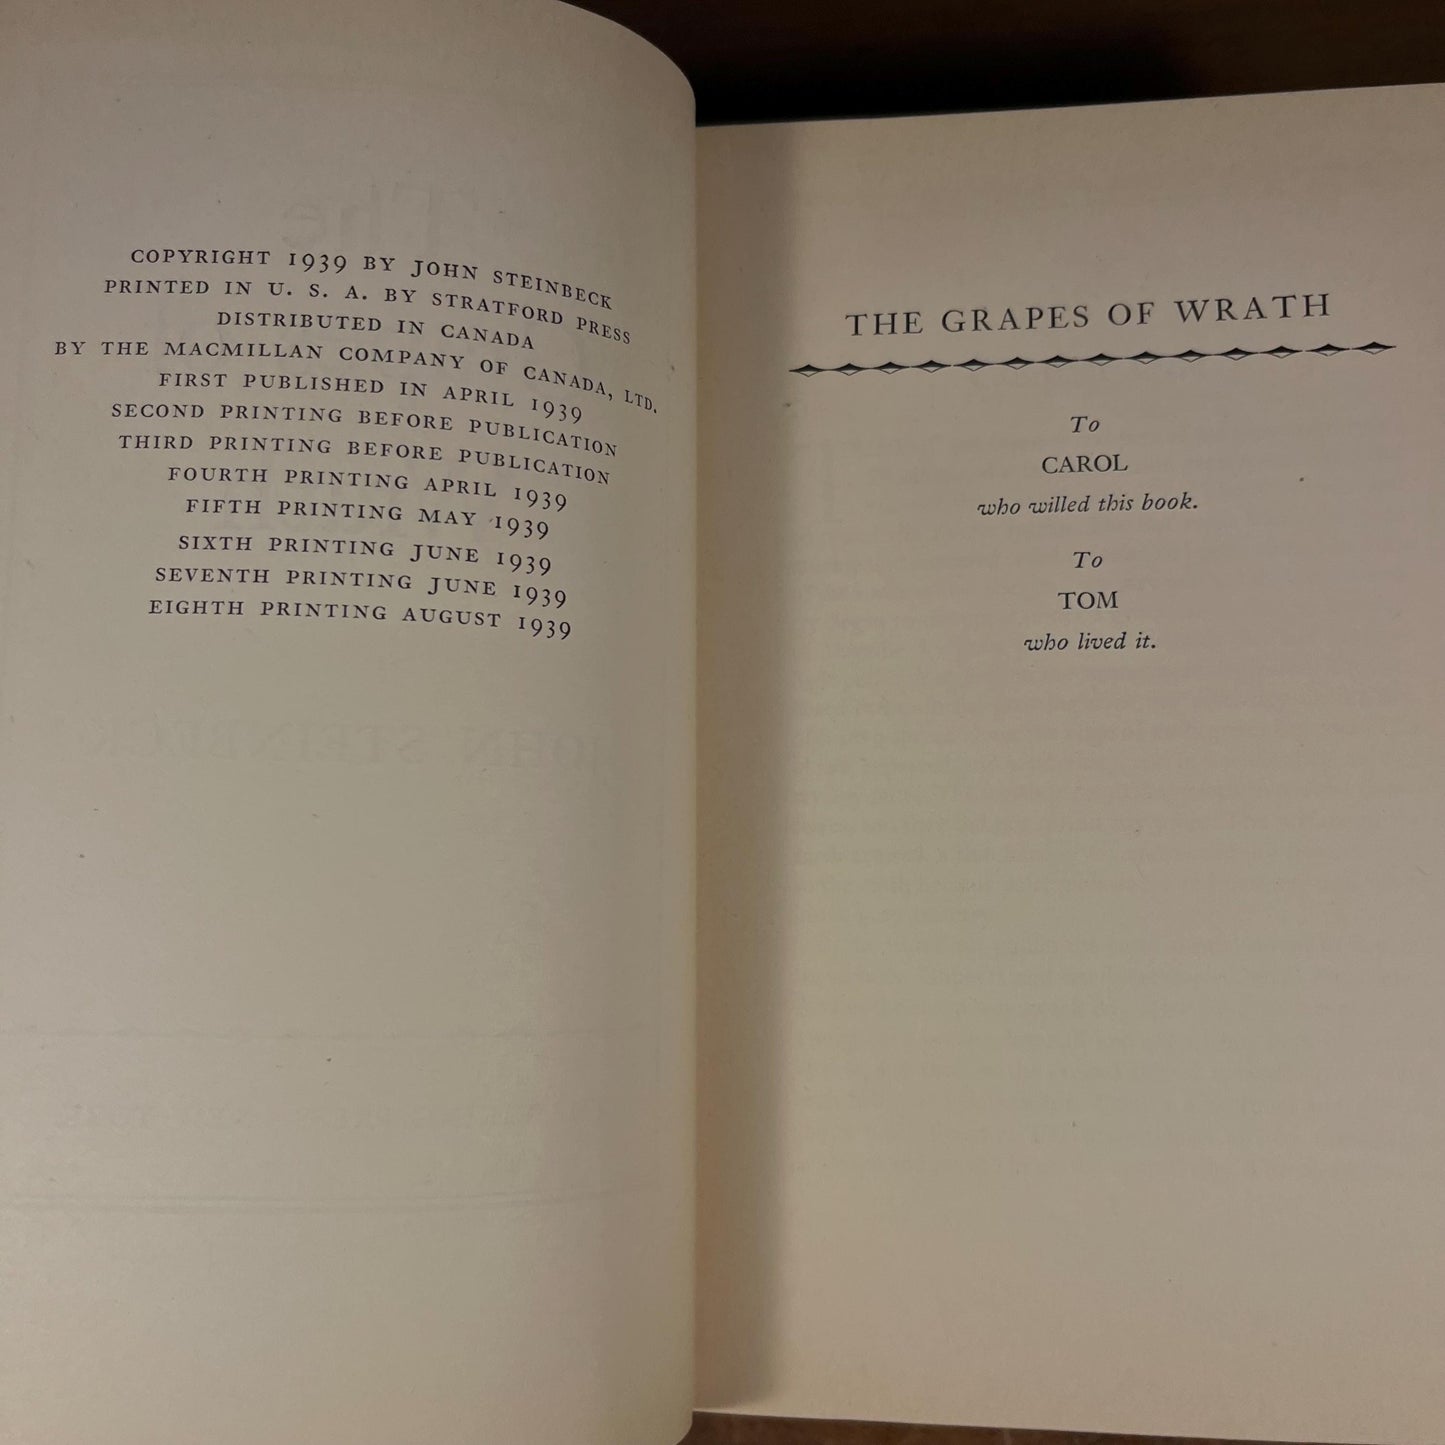 COPYRIGHT 1939 BY JOHN STEINBECK
PRINTED IN U. S. A. BY STRATFORD PRESS
DISTRIBUTED IN CANADA
BY THE MACMILLAN COMPANY OF CANADA, LTD.
FIRST PUBLISHED IN APRIL 1939
SECOND PRINTING BEFORE PUBLICATION
THIRD PRINTING BEFORE PUBLICATION
FOURTH PRINTING APRIL 1939
FIFTH PRINTING MAY 1939
SIXTH PRINTING JUNE 1939
SEVENTH PRINTING JUNE 1939
EIGHTH PRINTING AUGUST 1939
The
JOHN STEINBECK
THE GRAPES OF WRATH
To
CAROL
who willed this book.
To
TOM
who lived it.